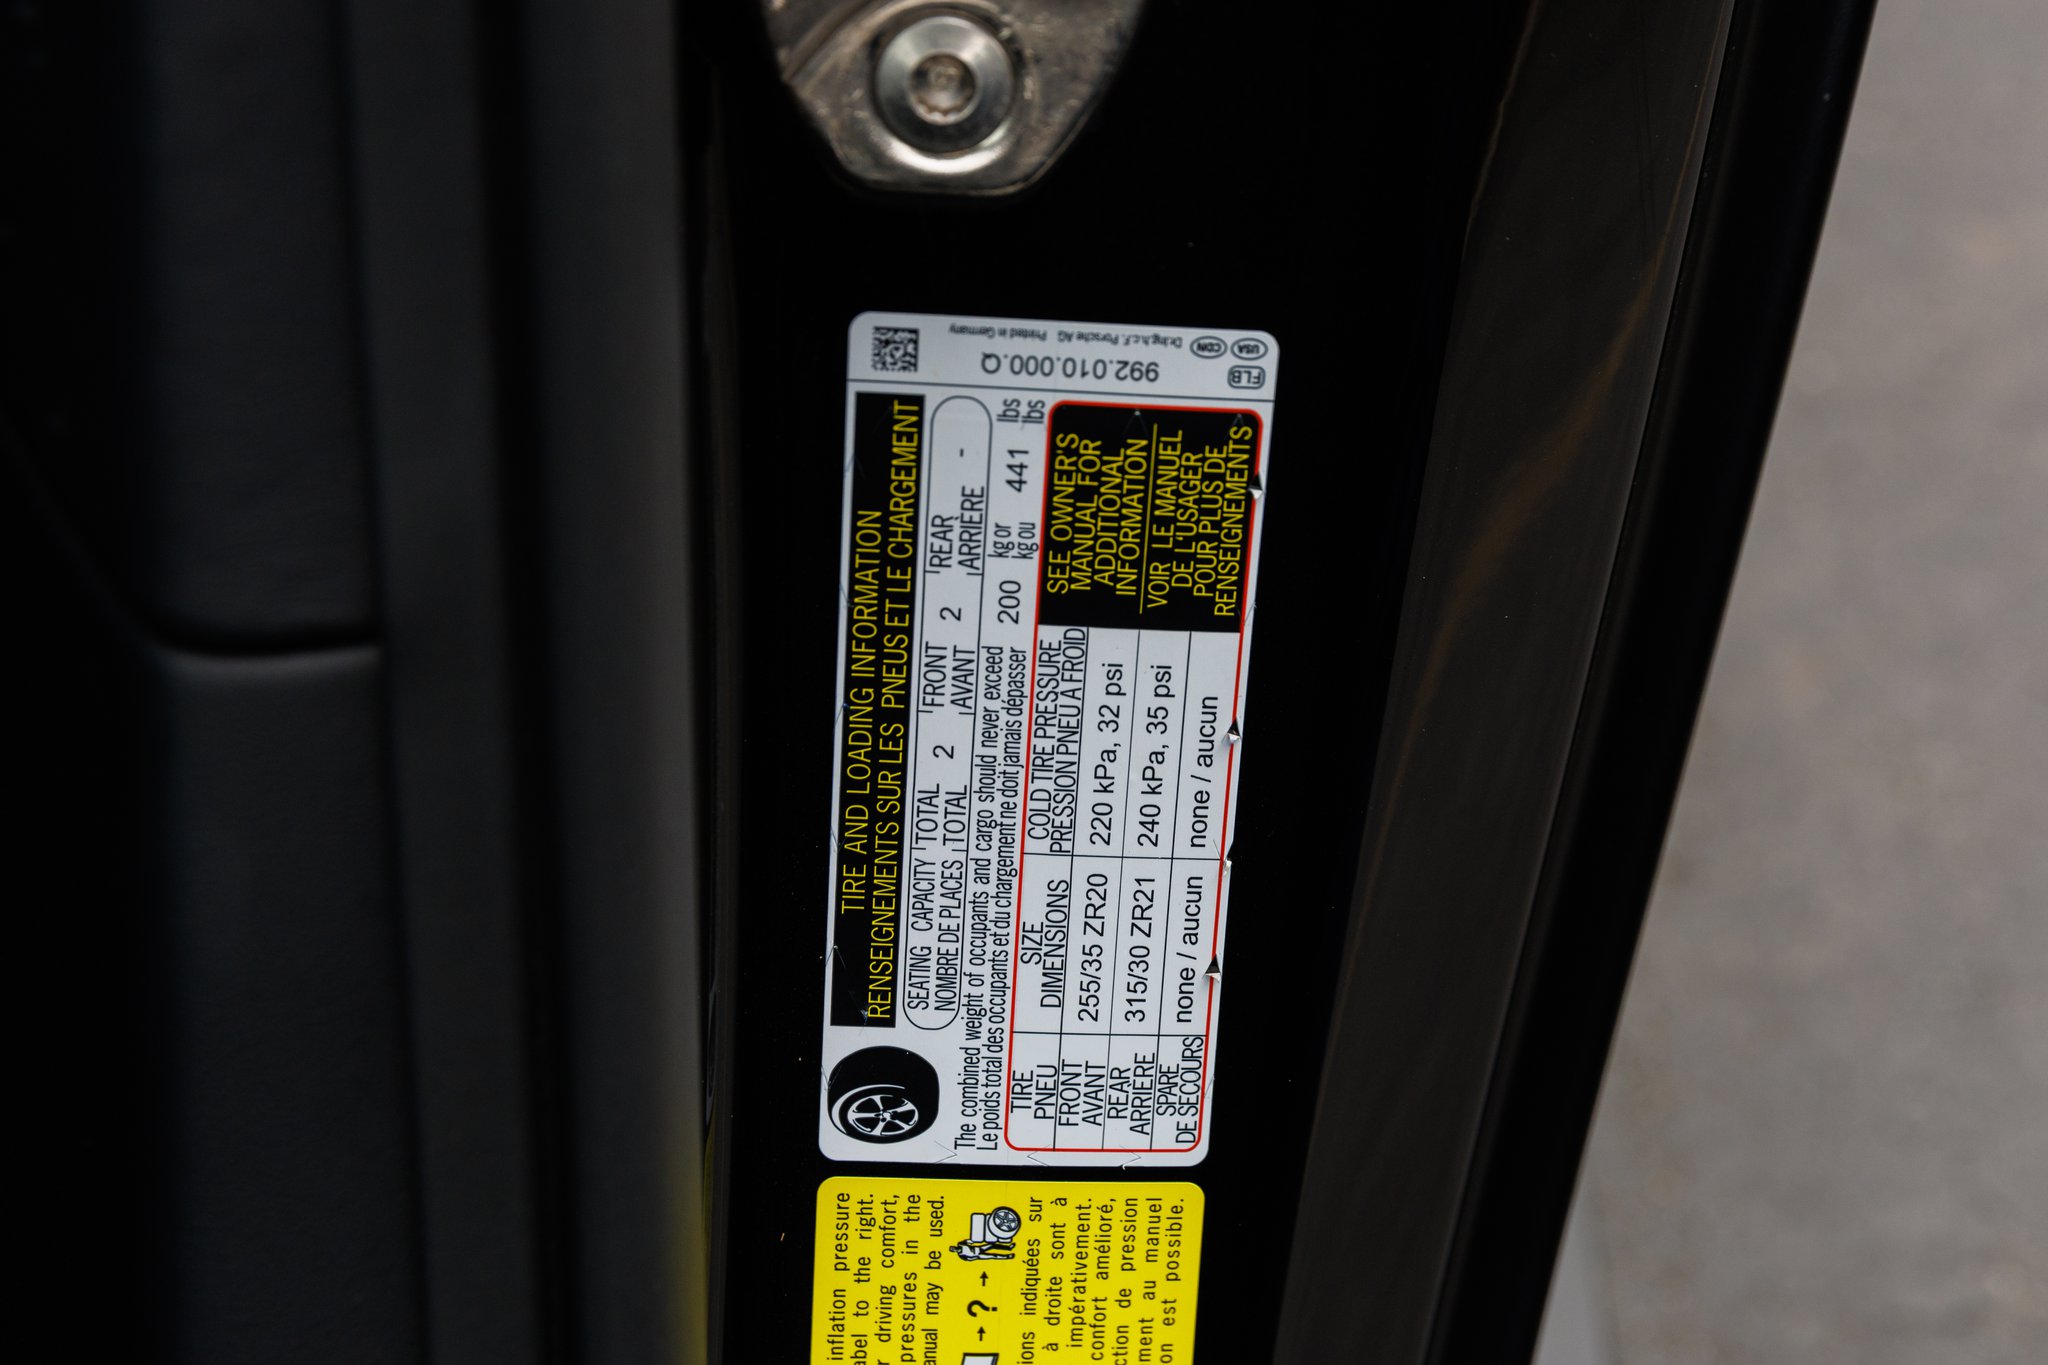 TIRE AND LOADING INFORMATION
RENSEIGNEMENTS SUR LES PNEUS ET LE CHARGEMENT
SEATING CAPACITY TOTAL 2 FRONT 2 REAR -
NOMBRE DE PLACES TOTAL AVANT ARRIÈRE
The combined weight of occupants and cargo should never exceed 200 kg or 441 lbs
Le poids total des occupants et du chargement ne doit jamais dépasser kg ou lbs
TIRE SIZE COLD TIRE PRESSURE
PNEU DIMENSIONS PRESSION PNEU À FROID
FRONT
AVANT 255/35 ZR20 220 kPa, 32 psi
REAR
ARRIÈRE 315/30 ZR21 240 kPa, 35 psi
SPARE
DE SECOURS none / aucun none / aucun
SEE OWNER'S
MANUAL FOR
ADDITIONAL
INFORMATION
VOIR LE MANUEL
DE L'USAGER
POUR PLUS DE
RENSEIGNEMENTS
FLB
USA
CDN
992.010.000.Q
Dr.Ing.h.c.F. Porsche AG Printed in Germany
inflation pressure
to the right.
driving comfort,
pressures in the
may be used.
?
indiquées sur
à droite sont à
impérativement.
confort amélioré,
de pression
au manuel
est possible.